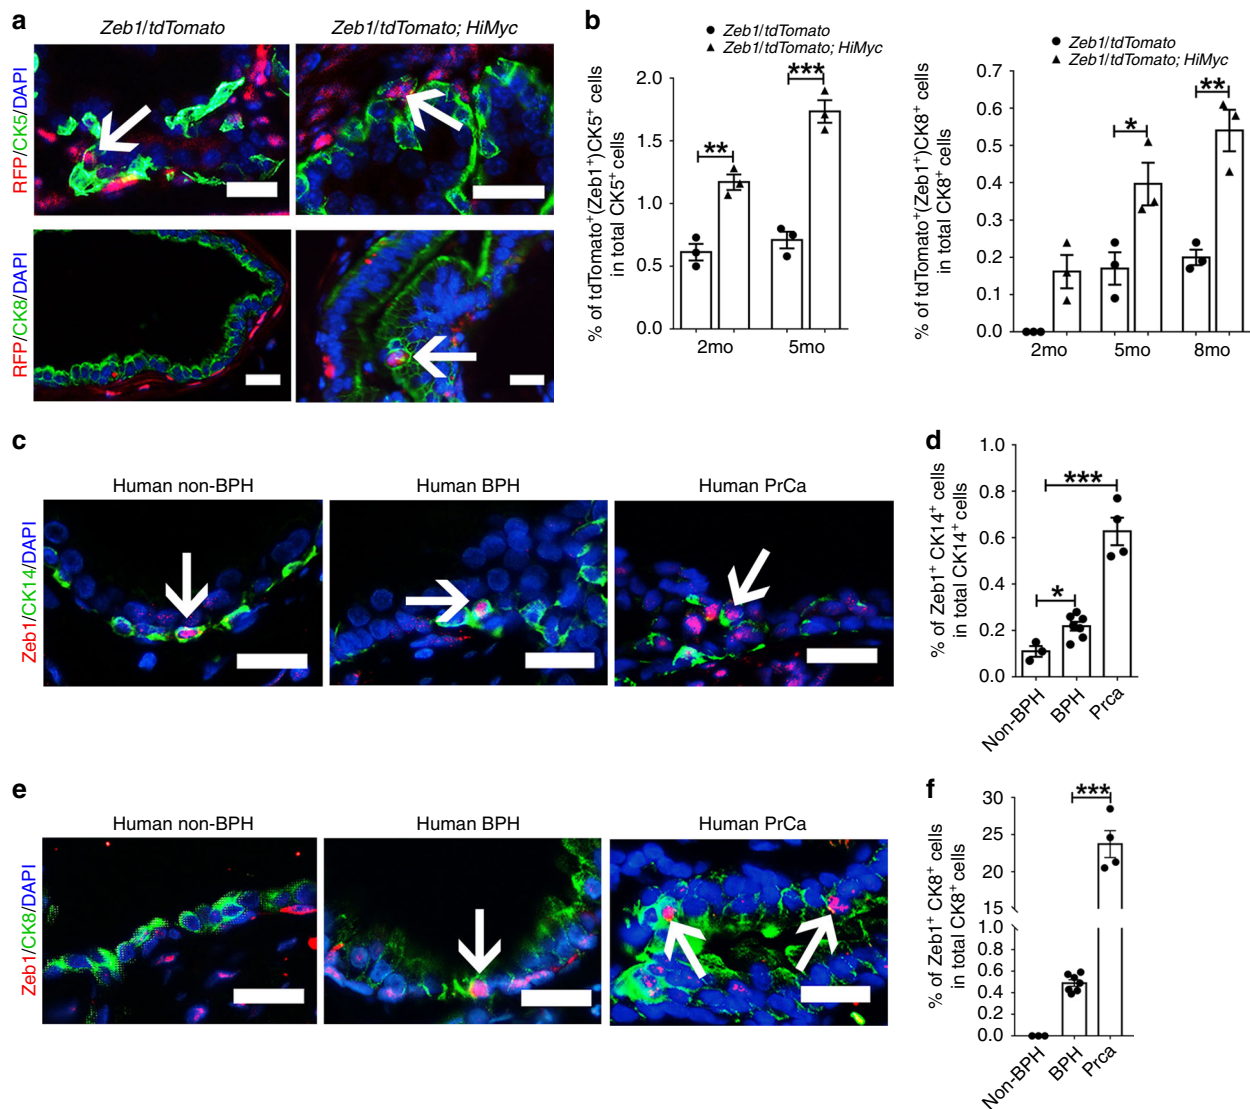 a
Zeb1/tdTomato
Zeb1/tdTomato; HiMyc
RFP/CK5/DAPI
RFP/CK8/DAPI
b
Zeb1/tdTomato
Zeb1/tdTomato; HiMyc
% of tdTomato⁺(Zeb1⁺)CK5⁺ cells
in total CK5⁺ cells
2.0
1.5
1.0
0.5
0.0
**
***
2mo
5mo
Zeb1/tdTomato
Zeb1/tdTomato; HiMyc
% of tdTomato⁺(Zeb1⁺)CK8⁺ cells
in total CK8⁺ cells
0.7
0.6
0.5
0.4
0.3
0.2
0.1
0.0
*
**
2mo
5mo
8mo
c
Human non-BPH
Human BPH
Human PrCa
Zeb1/CK14/DAPI
d
% of Zeb1⁺ CK14⁺ cells
in total CK14⁺ cells
1.0
0.8
0.6
0.4
0.2
0.0
*
***
Non-BPH
BPH
Prca
e
Human non-BPH
Human BPH
Human PrCa
Zeb1/CK8/DAPI
f
% of Zeb1⁺ CK8⁺ cells
in total CK8⁺ cells
30
25
20
15
1.0
0.8
0.6
0.4
0.2
0.0
***
Non-BPH
BPH
Prca